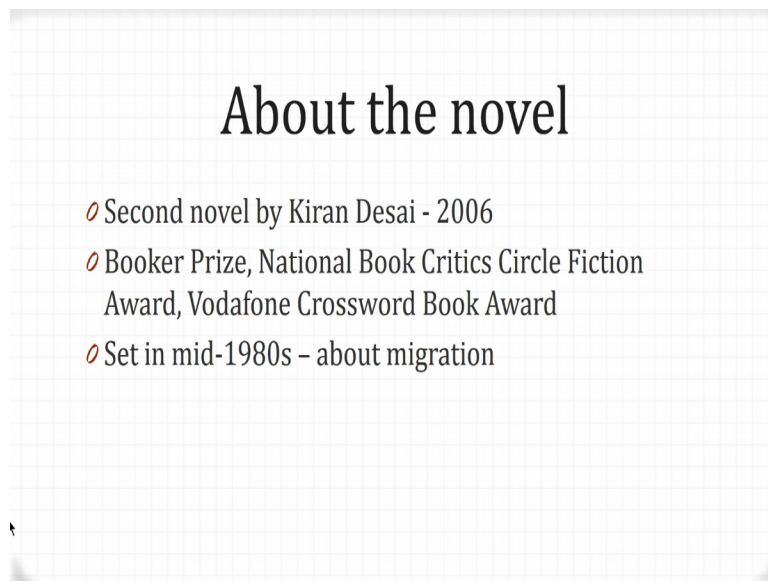 About the novel
Second novel by Kiran Desai - 2006
Booker Prize, National Book Critics Circle Fiction
Award, Vodafone Crossword Book Award
Set in mid-1980s – about migration